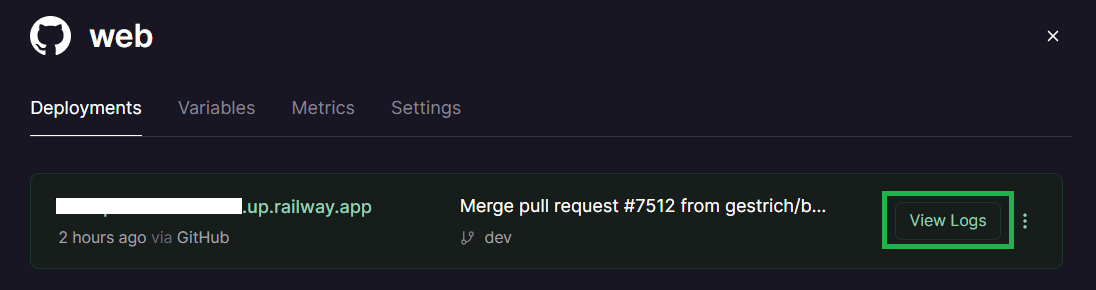 web
Deployments Variables Metrics Settings
.up.railway.app Merge pull request #7512 from gestrich/b... View Logs
2 hours ago via GitHub dev